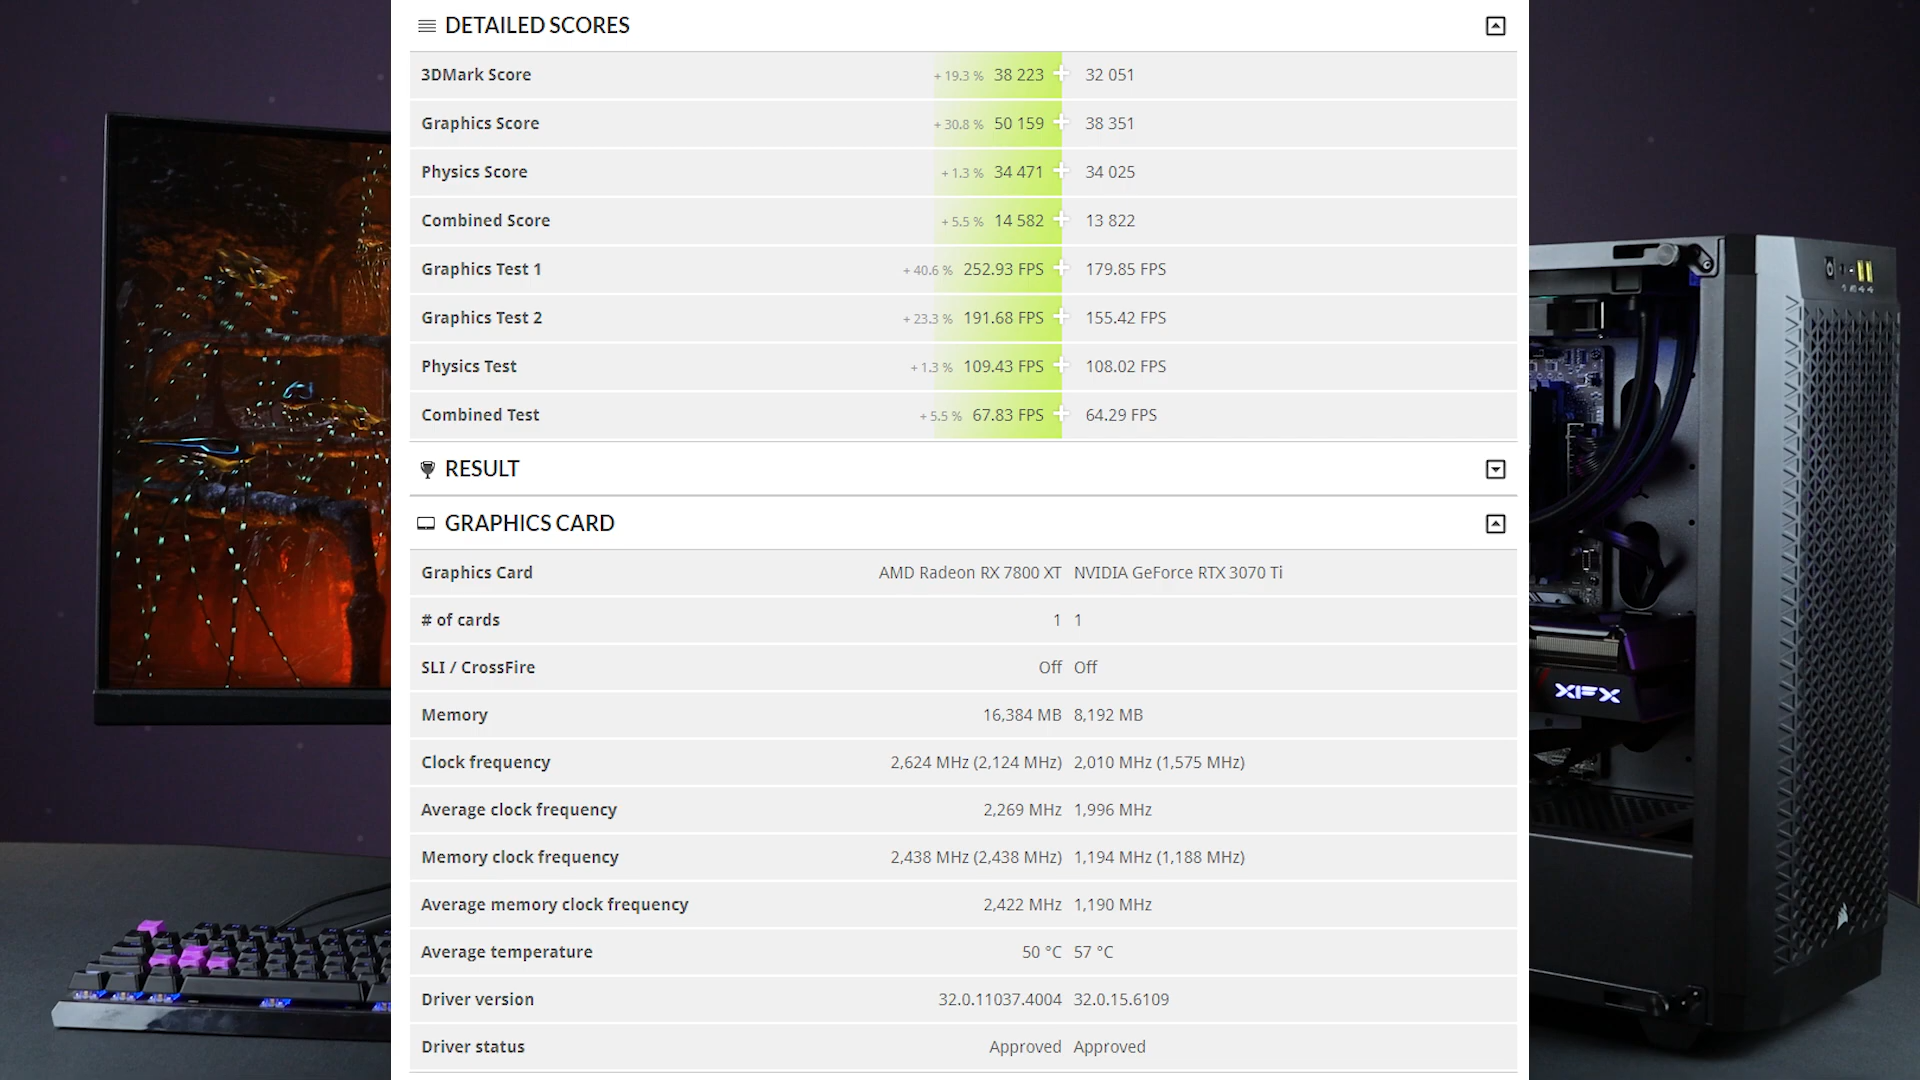 DETAILED SCORES
3DMark Score + 19.3 % 38 223 32 051
Graphics Score + 30.8 % 50 159 38 351
Physics Score + 1.3 % 34 471 34 025
Combined Score + 5.5 % 14 582 13 822
Graphics Test 1 + 40.6 % 252.93 FPS 179.85 FPS
Graphics Test 2 + 23.3 % 191.68 FPS 155.42 FPS
Physics Test + 1.3 % 109.43 FPS 108.02 FPS
Combined Test + 5.5 % 67.83 FPS 64.29 FPS
RESULT
GRAPHICS CARD
Graphics Card AMD Radeon RX 7800 XT NVIDIA GeForce RTX 3070 Ti
# of cards 1 1
SLI / CrossFire Off Off
Memory 16,384 MB 8,192 MB
Clock frequency 2,624 MHz (2,124 MHz) 2,010 MHz (1,575 MHz)
Average clock frequency 2,269 MHz 1,996 MHz
Memory clock frequency 2,438 MHz (2,438 MHz) 1,194 MHz (1,188 MHz)
Average memory clock frequency 2,422 MHz 1,190 MHz
Average temperature 50 °C 57 °C
Driver version 32.0.11037.4004 32.0.15.6109
Driver status Approved Approved
XFX